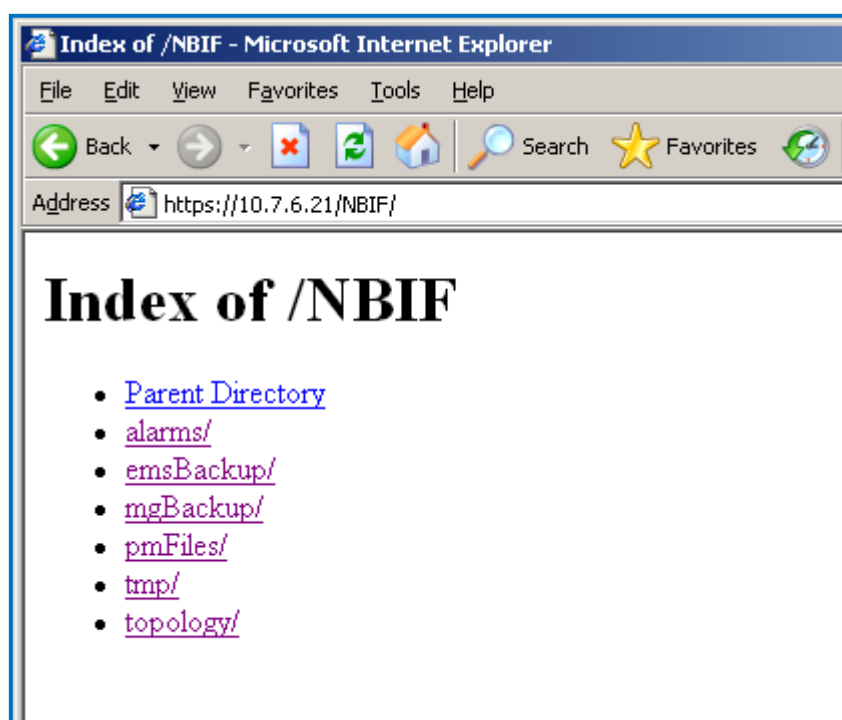 Index of /NBIF - Microsoft Internet Explorer
File Edit View Favorites Tools Help
Back Search Favorites
Address https://10.7.6.21/NBIF/
Index of /NBIF
Parent Directory
alarms/
emsBackup/
mgBackup/
pmFiles/
tmp/
topology/